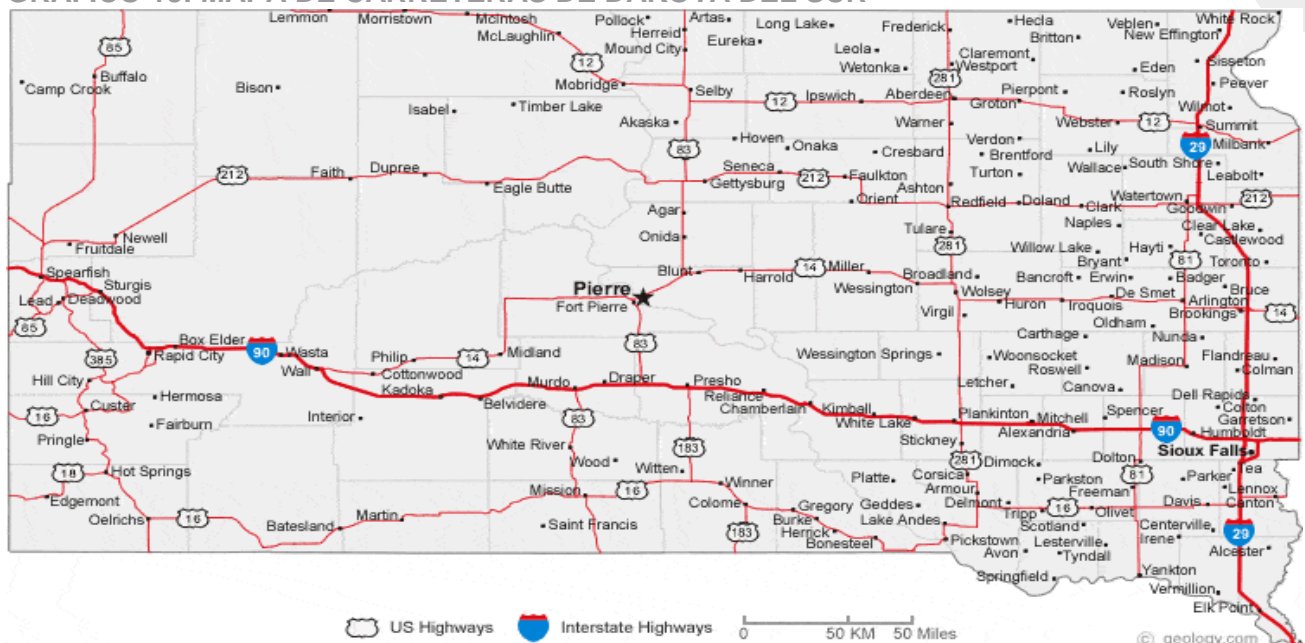 GRÁFICO 10: MAPA DE CARRETERAS DE DAKOTA DEL SUR
Lemmon Morristown McIntosh Pollock Artas Long Lake Frederick Hecla Veblen White Rock
McLaughlin Herreid Eureka Britton New Effington
85 Mound City Leola Claremont
Buffalo 12 Wetonka Westport Eden Sisseton
Camp Crook Bison Mobridge Selby 281 Peever
Isabel Timber Lake 12 Ipswich Aberdeen Groton Pierpont Roslyn Wilmot
Akaska Warner Webster 12 Summit
83 Hoven Onaka Cresbard Verdon Brentford Lily 29 Milbank
212 Faith Dupree Eagle Butte Seneca Gettysburg 212 Faulkton Turton Wallace South Shore Leabolt
Orient Ashton Redfield Doland Clark Watertown Goodwin 212
Agar Naples Clear Lake
Newell Onida Tulare 281 Willow Lake Hayti Castlewood
Fruitdale Bryant 81 Toronto
Spearfish Blunt Harrold 14 Miller Broadland Bancroft Erwin Badger
Sturgis Pierre Wessington Wolsey De Smet Bruce
Lead Deadwood Fort Pierre Virgil Huron Iroquois Arlington
85 Oldham Brookings 14
Box Elder 83 Carthage Nunda
385 Rapid City 90 Wasta Philip 14 Midland Wessington Springs Woonsocket Madison Flandreau
Wall Cottonwood Roswell Colman
Hill City Kadoka Murdo Draper Presho Letcher Canova
Hermosa Belvidere Reliance Dell Rapids
16 Custer Interior Chamberlain Kimball Plankinton Mitchell Spencer Colton
Fairburn 83 White Lake Alexandria 90 Garretson
Pringle White River 183 Stickney Humboldt
Sioux Falls
18 Hot Springs Wood Witten 281 Dimock Dolton Tea
Edgemont Mission 16 Winner Platte Corsica Parkston 81 Parker Lennox
Oelrichs 16 Batesland Martin Colome Gregory Geddes Armour Delmont Freeman Davis Canton
Saint Francis Burke Lake Andes Tripp 16 Olivet
183 Herrick Scotland Centerville 29
Bonesteel Pickstown Lesterville Irene
Avon Tyndall Alcester
Springfield Yankton
Vermillion
Elk Point
US Highways Interstate Highways 0 50 KM 50 Miles
© geology.com